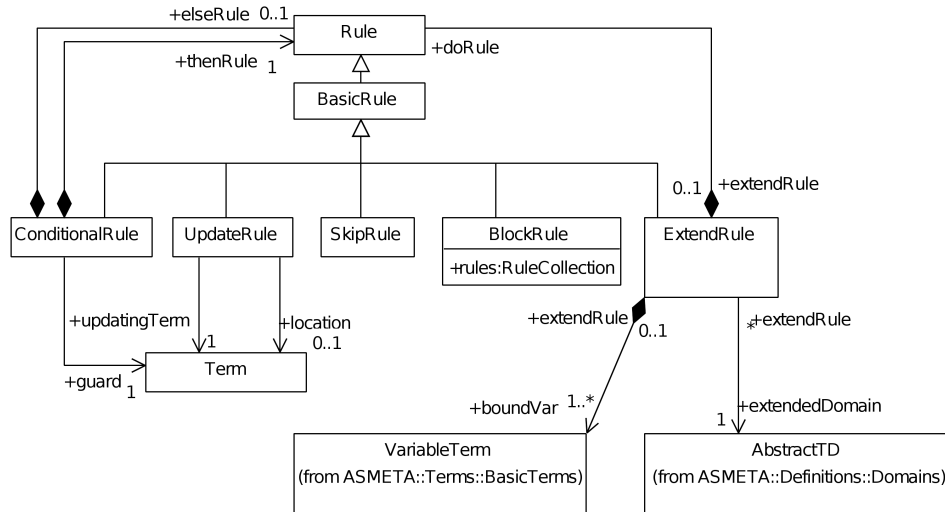 +elseRule 0..1
Rule
+thenRule 1
+doRule
BasicRule
0..1 +extendRule
ConditionalRule
UpdateRule
SkipRule
BlockRule
+rules:RuleCollection
ExtendRule
+updatingTerm
1
+location
0..1
+extendRule
0..1
*
+extendRule
Term
+guard 1
+boundVar
1..*
1
+extendedDomain
VariableTerm
(from ASMETA::Terms::BasicTerms)
AbstractTD
(from ASMETA::Definitions::Domains)